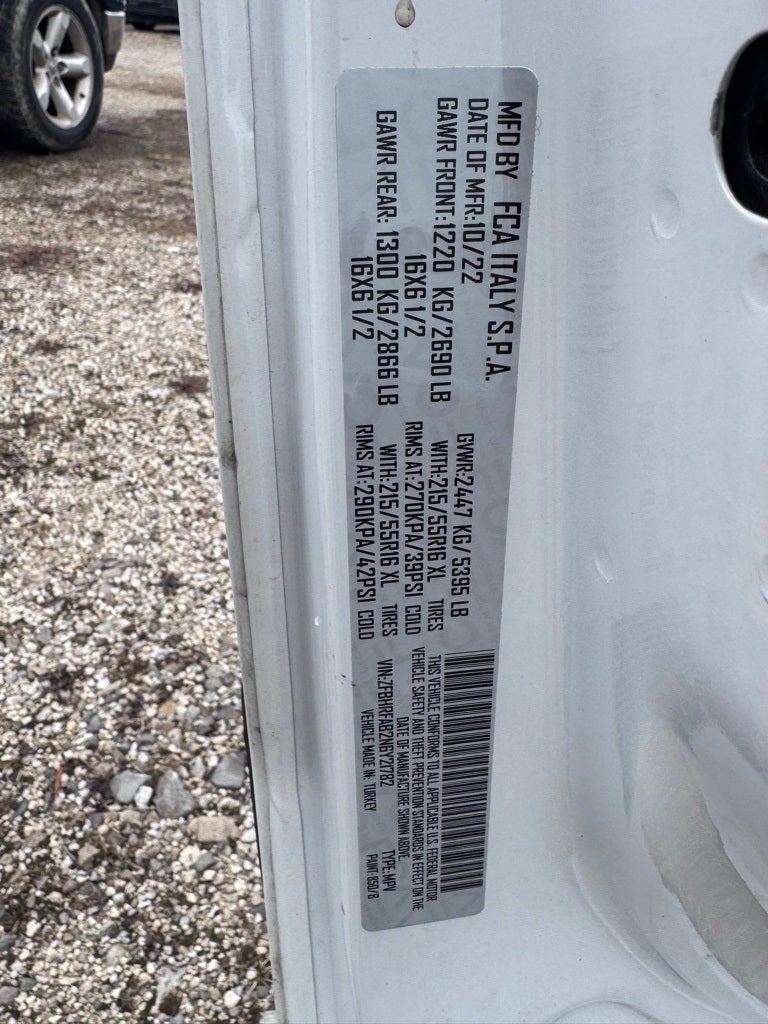 MFD BY FCA ITALY S.P.A.
DATE OF MFR:10/22 GVWR:2447 KG/5395 LB
GAWR FRONT:1220 KG/2690 LB WITH:215/55R16 XL TIRES
16X6 1/2 RIMS AT:270KPA/39PSI COLD
GAWR REAR: 1300 KG/2866 LB WITH:215/55R16 XL TIRES
16X6 1/2 RIMS AT:290KPA/42PSI COLD
THIS VEHICLE CONFORMS TO ALL APPLICABLE U.S. FEDERAL MOTOR
VEHICLE SAFETY AND THEFT PREVENTION STANDARDS IN EFFECT ON THE
DATE OF MANUFACTURE SHOWN ABOVE.
VIN:ZFBHRFAB2N6Y21782 TYPE:MPV
VEHICLE MADE IN: TURKEY PAINT: